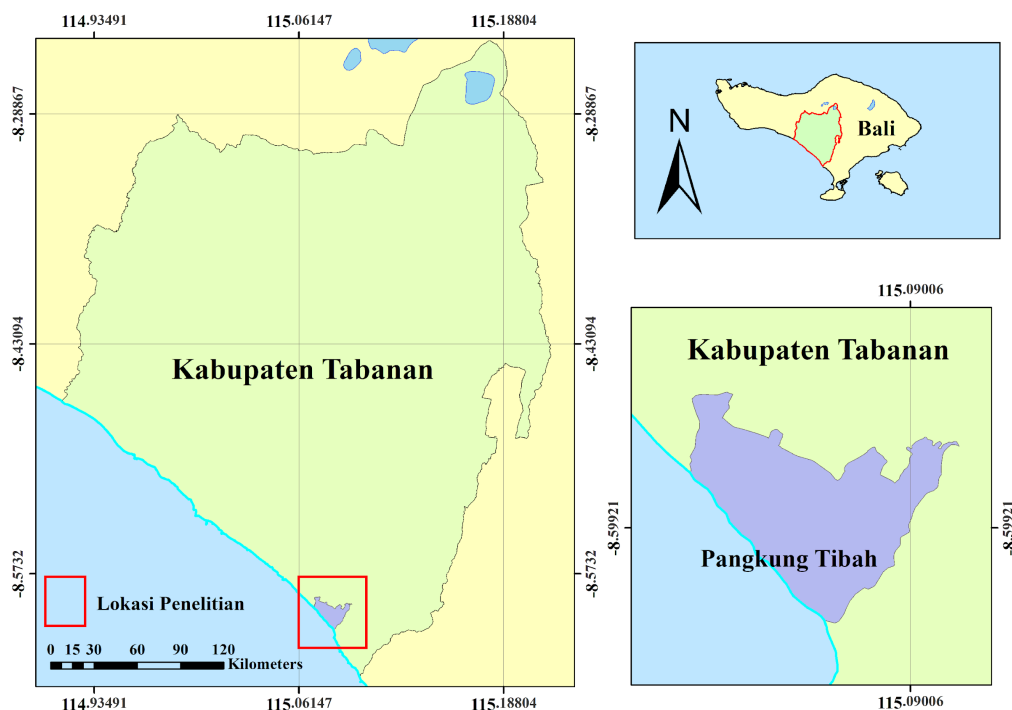 114.93491 115.06147 115.18804
-8.28867
-8.28867
-8.43094
-8.43094
-8.5732
-8.5732
Kabupaten Tabanan
Lokasi Penelitian
0 15 30 60 90 120
Kilometers
114.93491 115.06147 115.18804
N
Bali
115.09006
Kabupaten Tabanan
-8.59921
-8.59921
Pangkung Tibah
115.09006